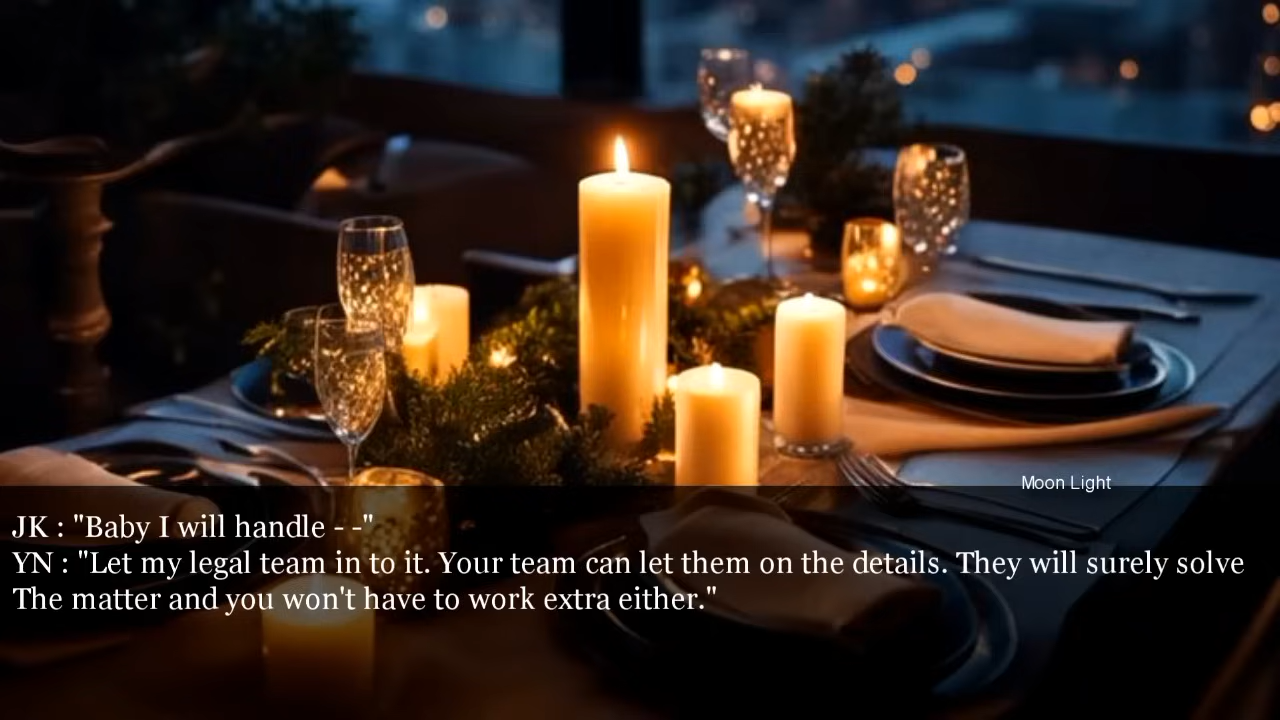 Moon Light
JK : "Baby I will handle - -"
YN : "Let my legal team in to it. Your team can let them on the details. They will surely solve
The matter and you won't have to work extra either."